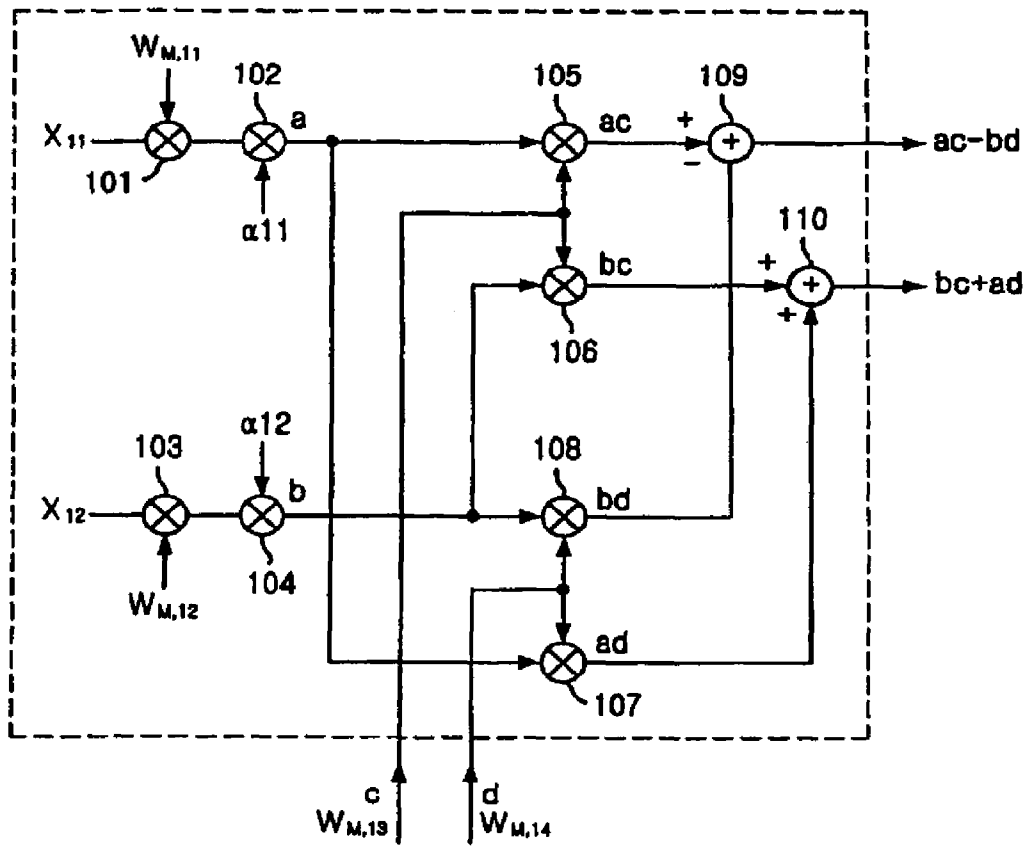 W_M,11
102
105
109
X_11
a
ac
+
+
−
ac−bd
101
α11
110
bc
+
+
+
bc+ad
106
α12
103
108
X_12
b
bd
104
W_M,12
ad
107
c
d
W_M,13
W_M,14